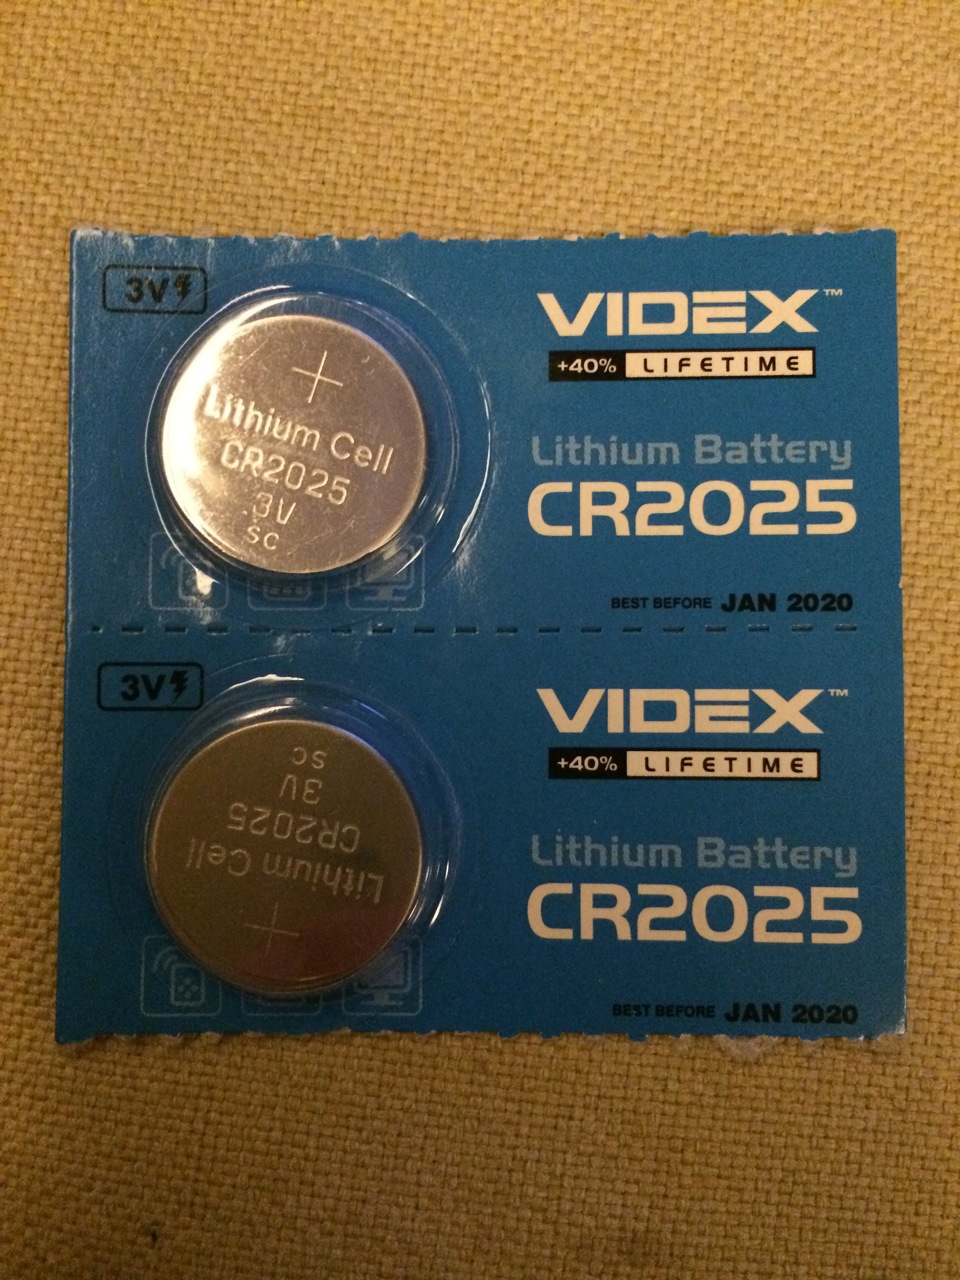 3V
VIDEX™
+40% LIFETIME
+
Lithium Cell
CR2025
3V
SC
Lithium Battery
CR2025
BEST BEFORE JAN 2020
3V
VIDEX™
+40% LIFETIME
+
Lithium Cell
CR2025
3V
SC
Lithium Battery
CR2025
BEST BEFORE JAN 2020